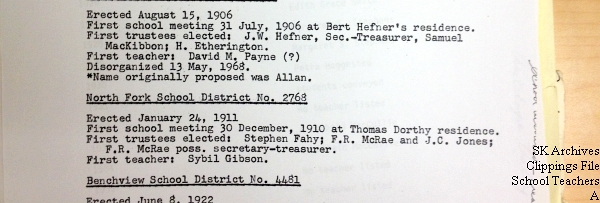 Erected August 15, 1906
First school meeting 31 July, 1906 at Bert Hefner's residence.
First trustees elected: J.W. Hefner, Sec.-Treasurer, Samuel
MacKibbon; H. Etherington.
First teacher: David M. Payne (?)
Disorganized 13 May, 1968.
*Name originally proposed was Allan.
North Fork School District No. 2768
Erected January 24, 1911
First school meeting 30 December, 1910 at Thomas Dorthy residence.
First trustees elected: Stephen Fahy; F.R. McRae and J.C. Jones;
F.R. McRae poss. secretary-treasurer.
First teacher: Sybil Gibson.
Benchview School District No. 4481
Erected June 8, 1922
SK Archives
Clippings File
School Teachers
A